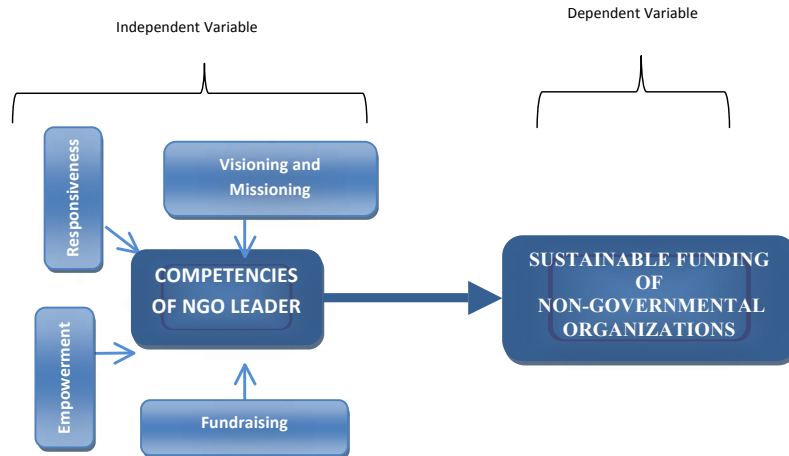 Independent Variable
Dependent Variable
Responsiveness
Visioning and
Missioning
COMPETENCIES
OF NGO LEADER
SUSTAINABLE FUNDING
OF
NON-GOVERNMENTAL
ORGANIZATIONS
Empowerment
Fundraising